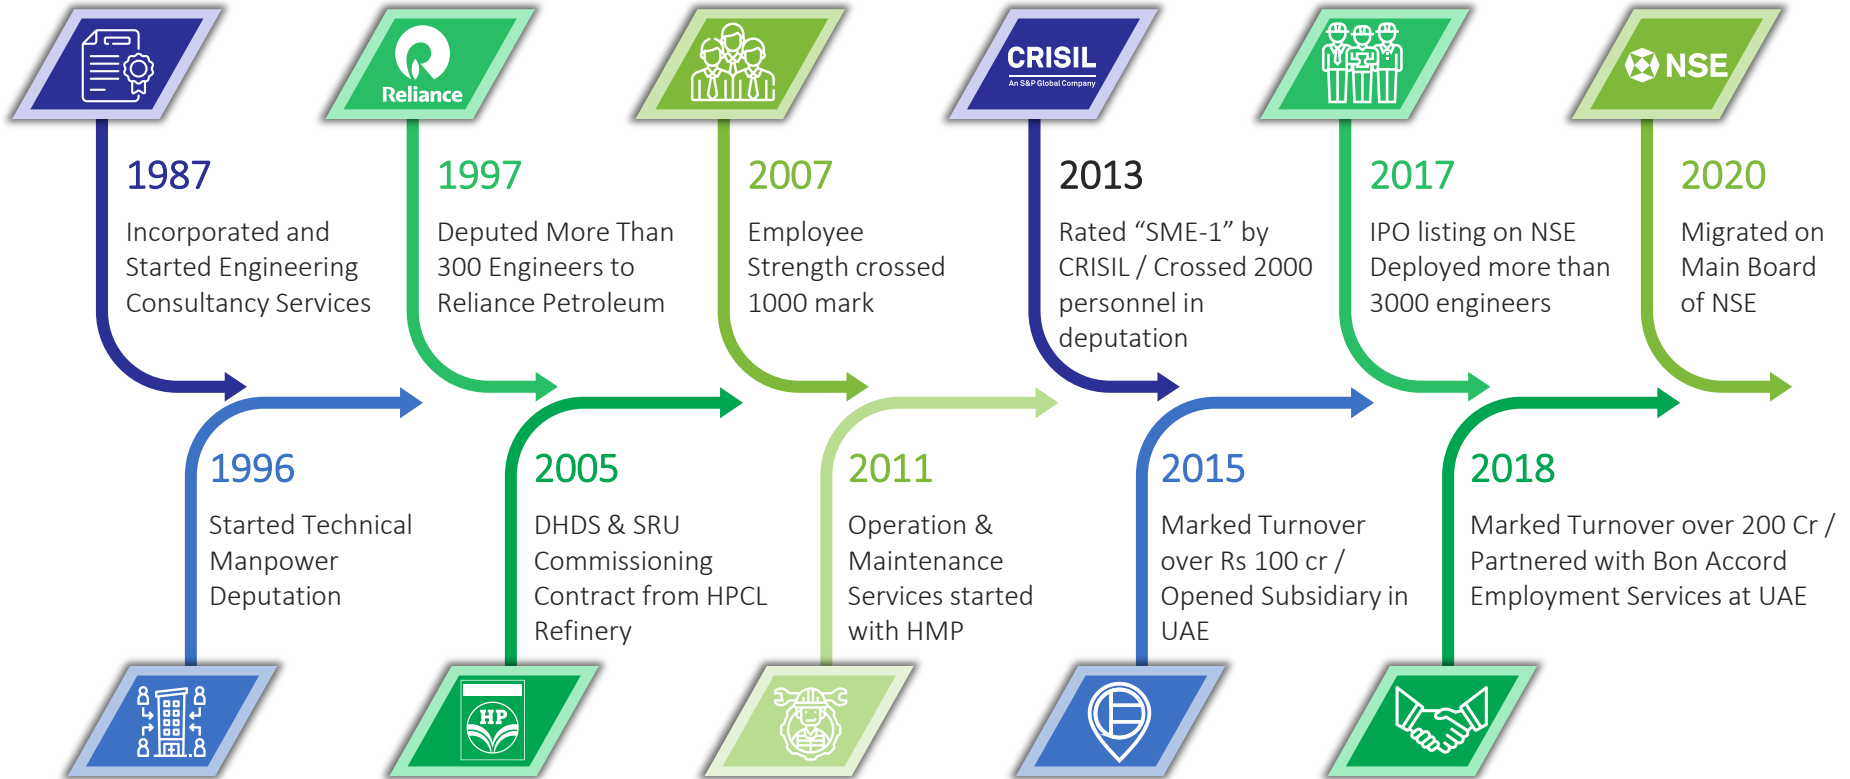 Reliance
CRISIL
An S&P Global Company
NSE
1987
Incorporated and
Started Engineering
Consultancy Services
1997
Deputed More Than
300 Engineers to
Reliance Petroleum
2007
Employee
Strength crossed
1000 mark
2013
Rated “SME-1” by
CRISIL / Crossed 2000
personnel in
deputation
2017
IPO listing on NSE
Deployed more than
3000 engineers
2020
Migrated on
Main Board
of NSE
1996
Started Technical
Manpower
Deputation
2005
DHDS & SRU
Commissioning
Contract from HPCL
Refinery
2011
Operation &
Maintenance
Services started
with HMP
2015
Marked Turnover
over Rs 100 cr /
Opened Subsidiary in
UAE
2018
Marked Turnover over 200 Cr /
Partnered with Bon Accord
Employment Services at UAE
HP